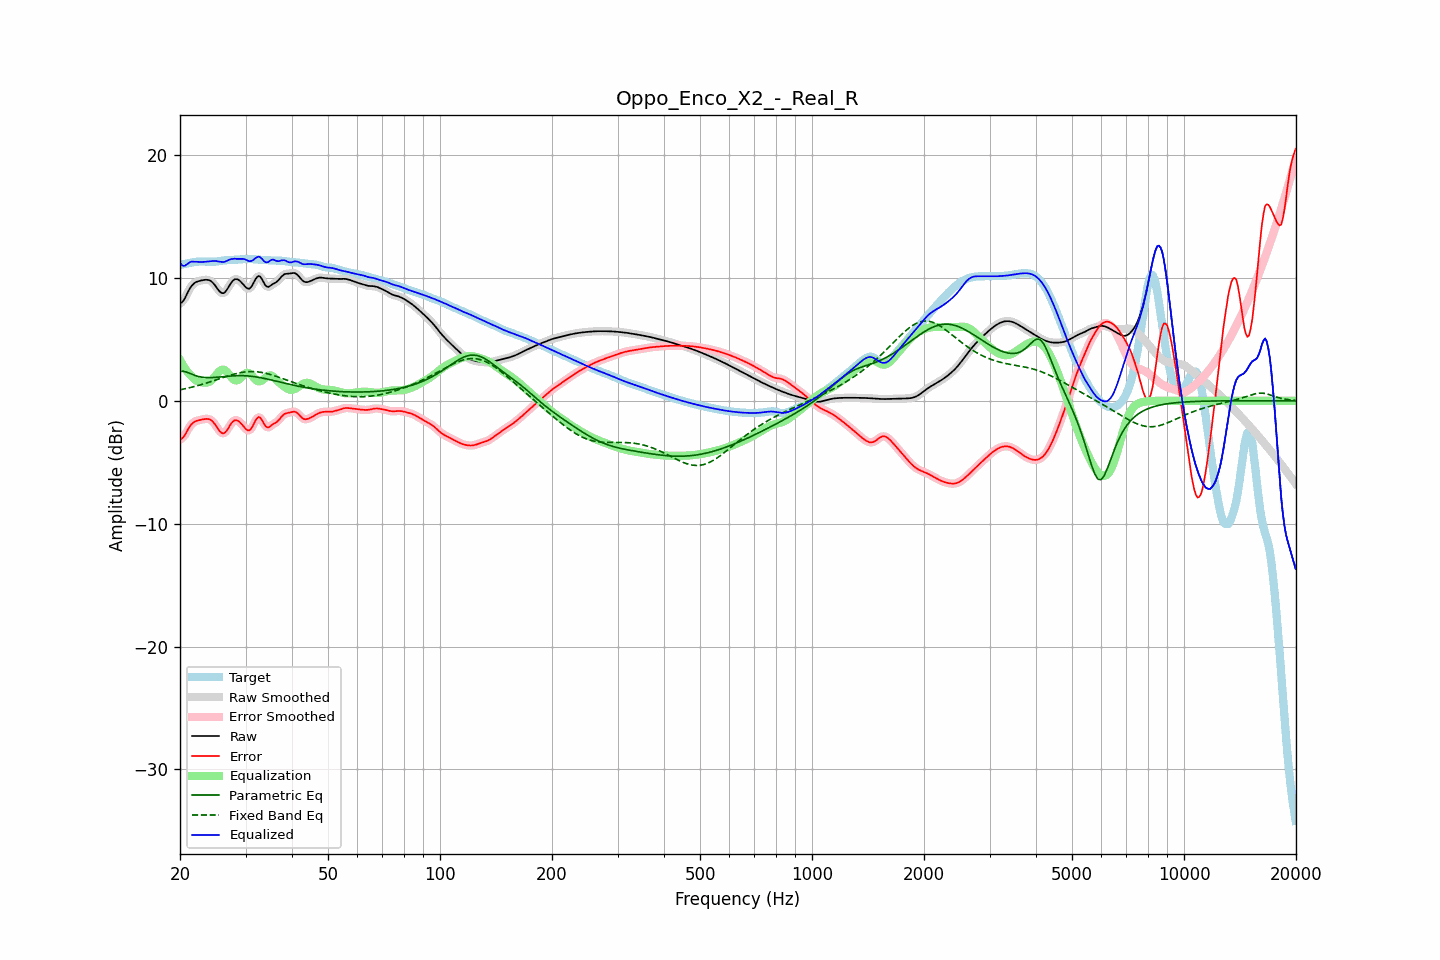 Oppo_Enco_X2_-_Real_R
Amplitude (dBr)
20
10
0
−10
−20
−30
Target
Raw Smoothed
Error Smoothed
Raw
Error
Equalization
Parametric Eq
Fixed Band Eq
Equalized
20
50
100
200
500
1000
2000
5000
10000
20000
Frequency (Hz)